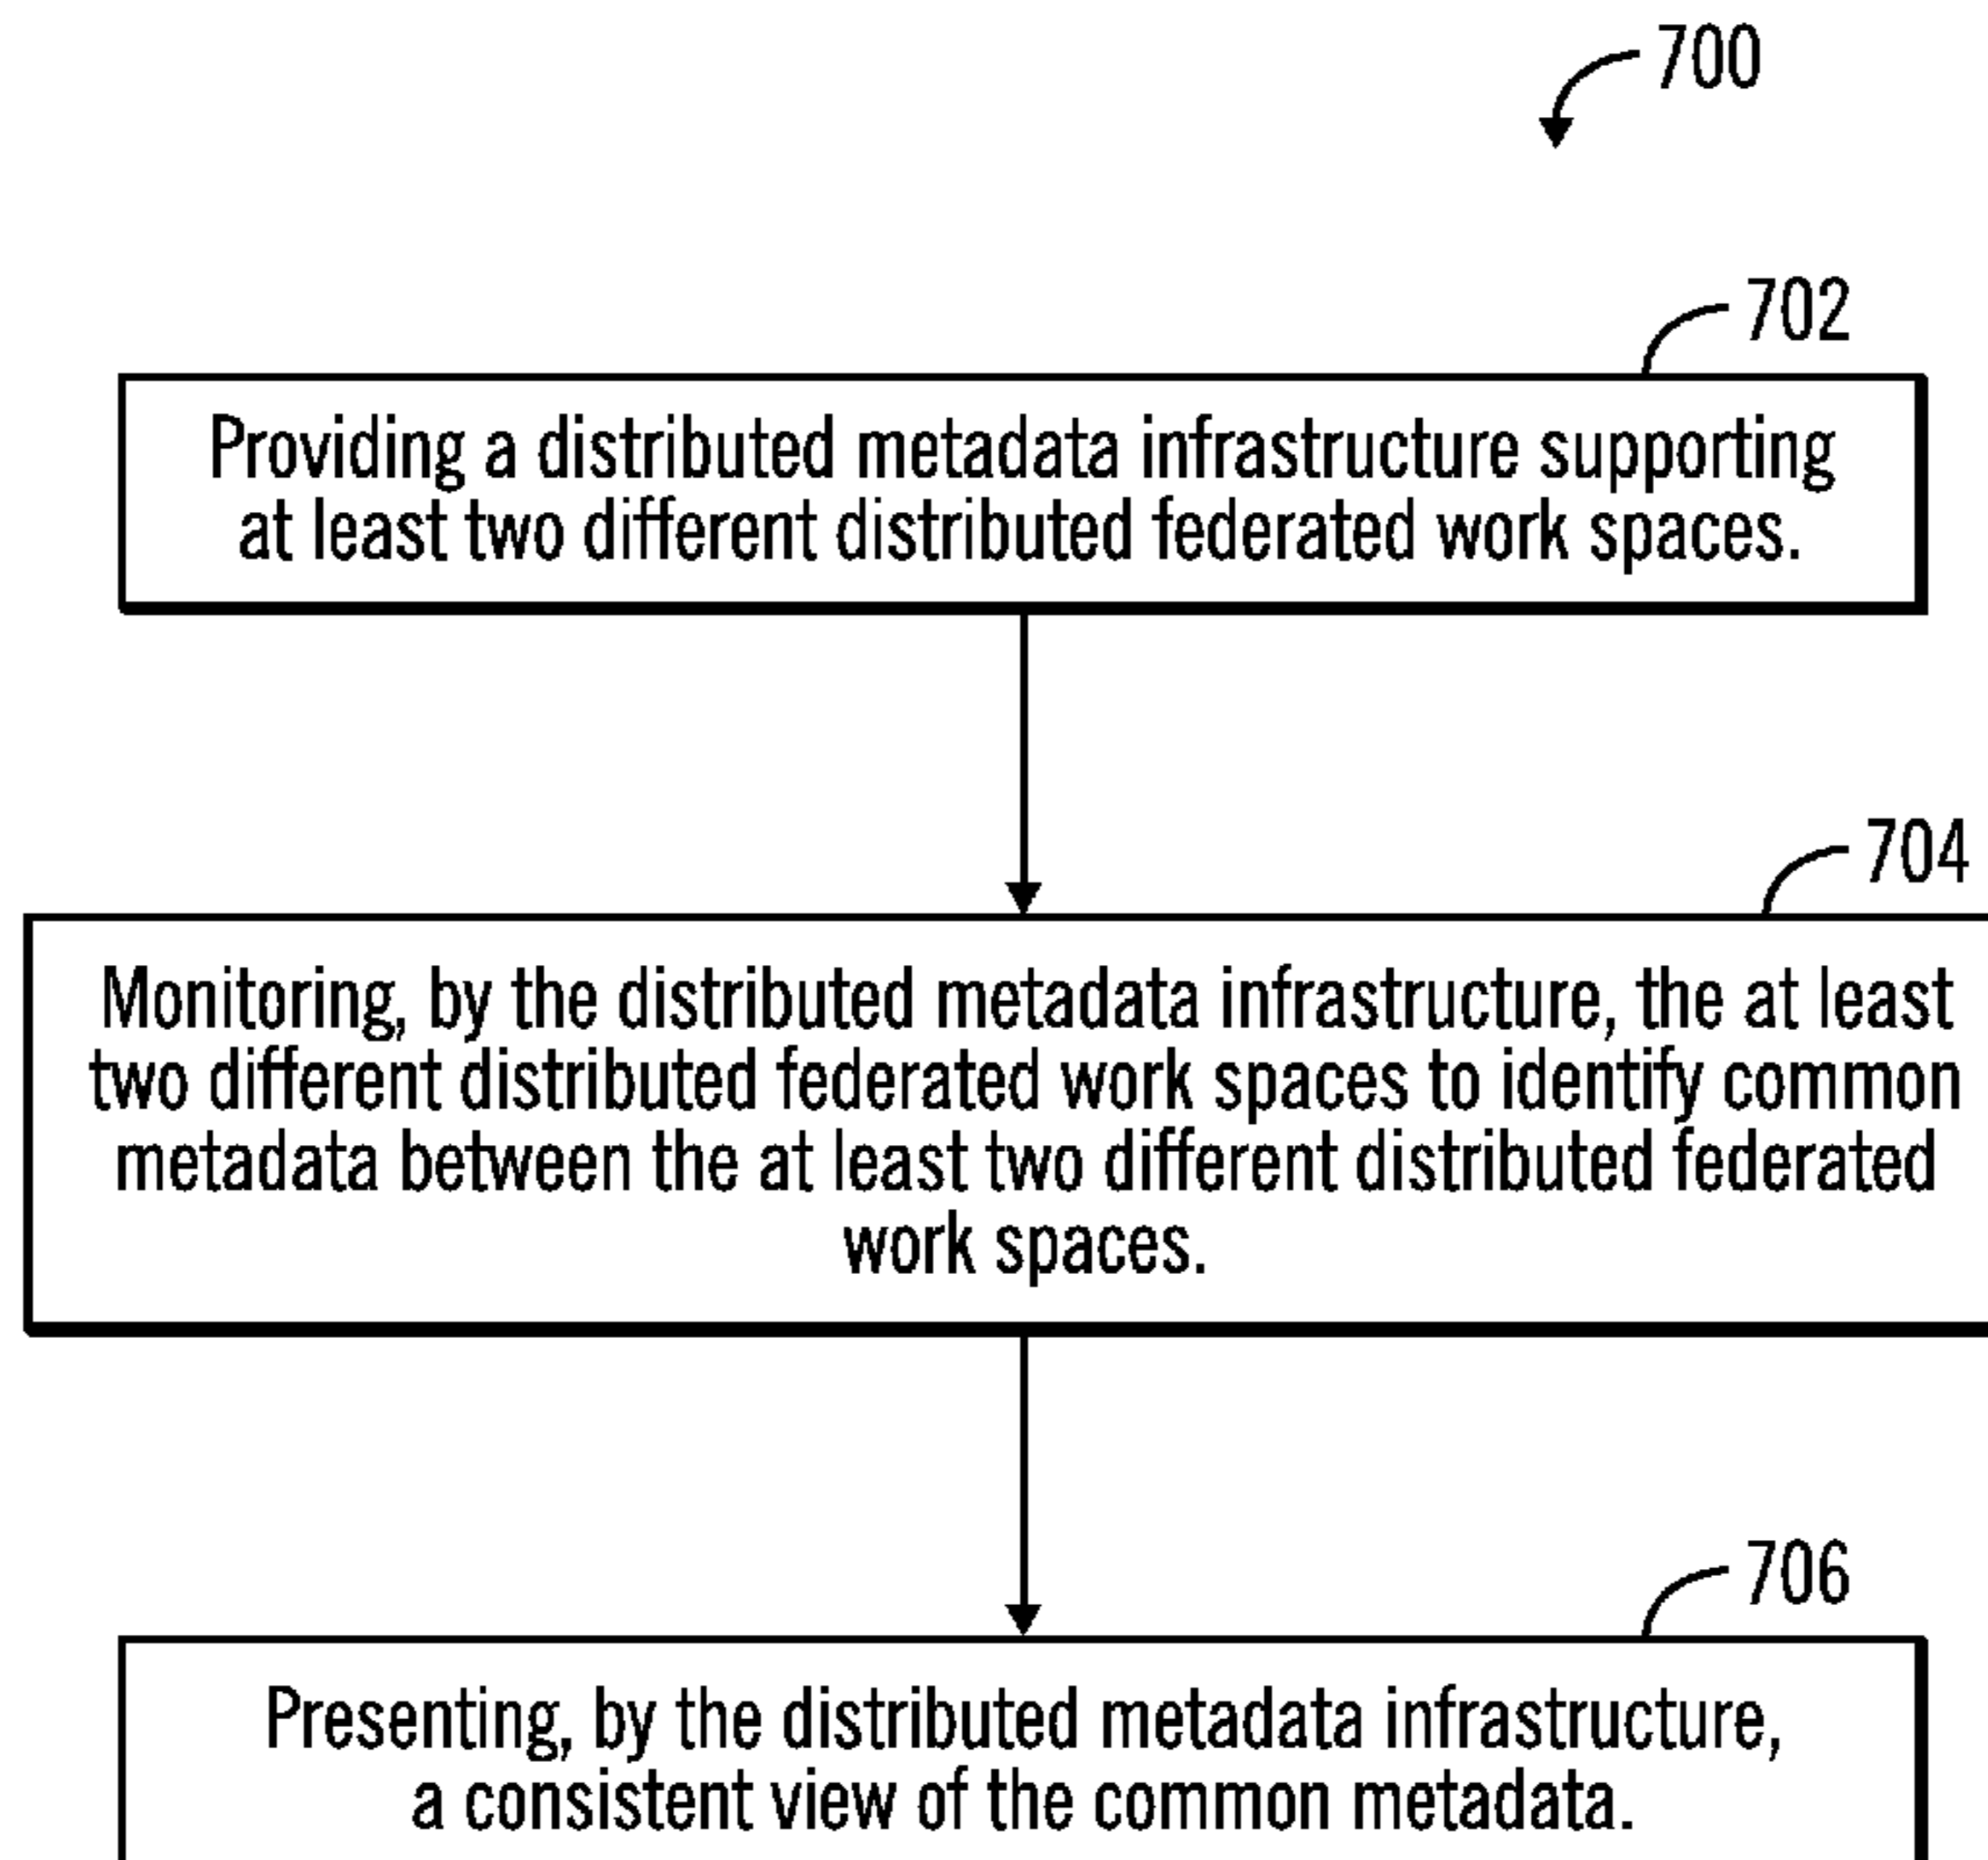 700
702
Providing a distributed metadata infrastructure supporting
at least two different distributed federated work spaces.
704
Monitoring, by the distributed metadata infrastructure, the at least
two different distributed federated work spaces to identify common
metadata between the at least two different distributed federated
work spaces.
706
Presenting, by the distributed metadata infrastructure,
a consistent view of the common metadata.